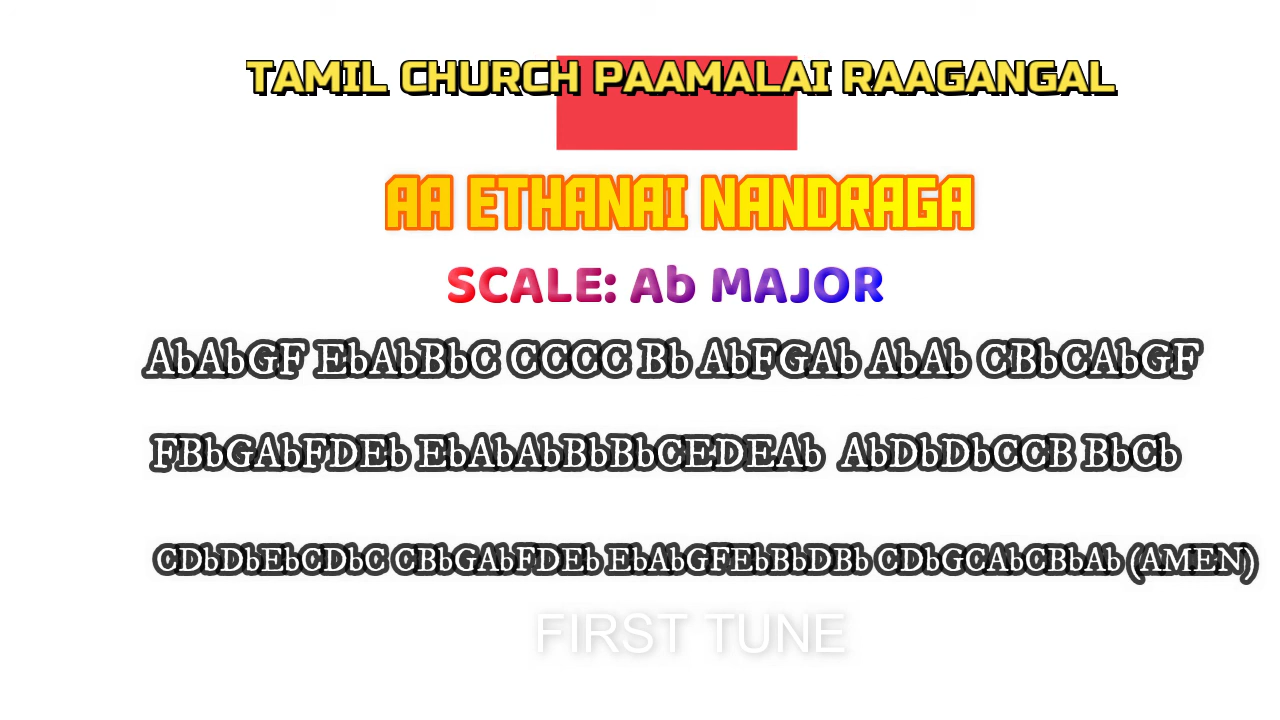 TAMIL CHURCH PAAMALAI RAAGANGAL
AA ETHANAI NANDRAGA
SCALE: Ab MAJOR
AbAbGF EbAbBbC CCCC Bb AbFGAb AbAb CBbCAbGF
FBbGAbFDEb EbAbAbBbBbCEDEAb AbDbDbCCB BbCb
CDbDbEbCDbC CBbGAbFDEb EbAbGFEbBbDBb CDbGCAbCBbAb (AMEN)
FIRST TUNE